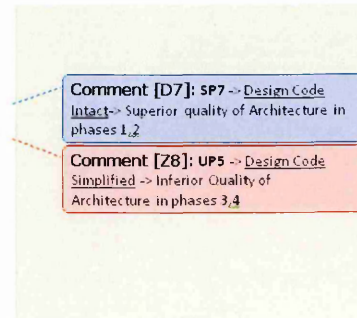 Comment [D7]: SP7 -> Design Code
Intact-> Superior quality of Architecture in
phases 1,2
Comment [Z8]: UP5 -> Design Code
Simplified -> Inferior Quality of
Architecture in phases 3,4